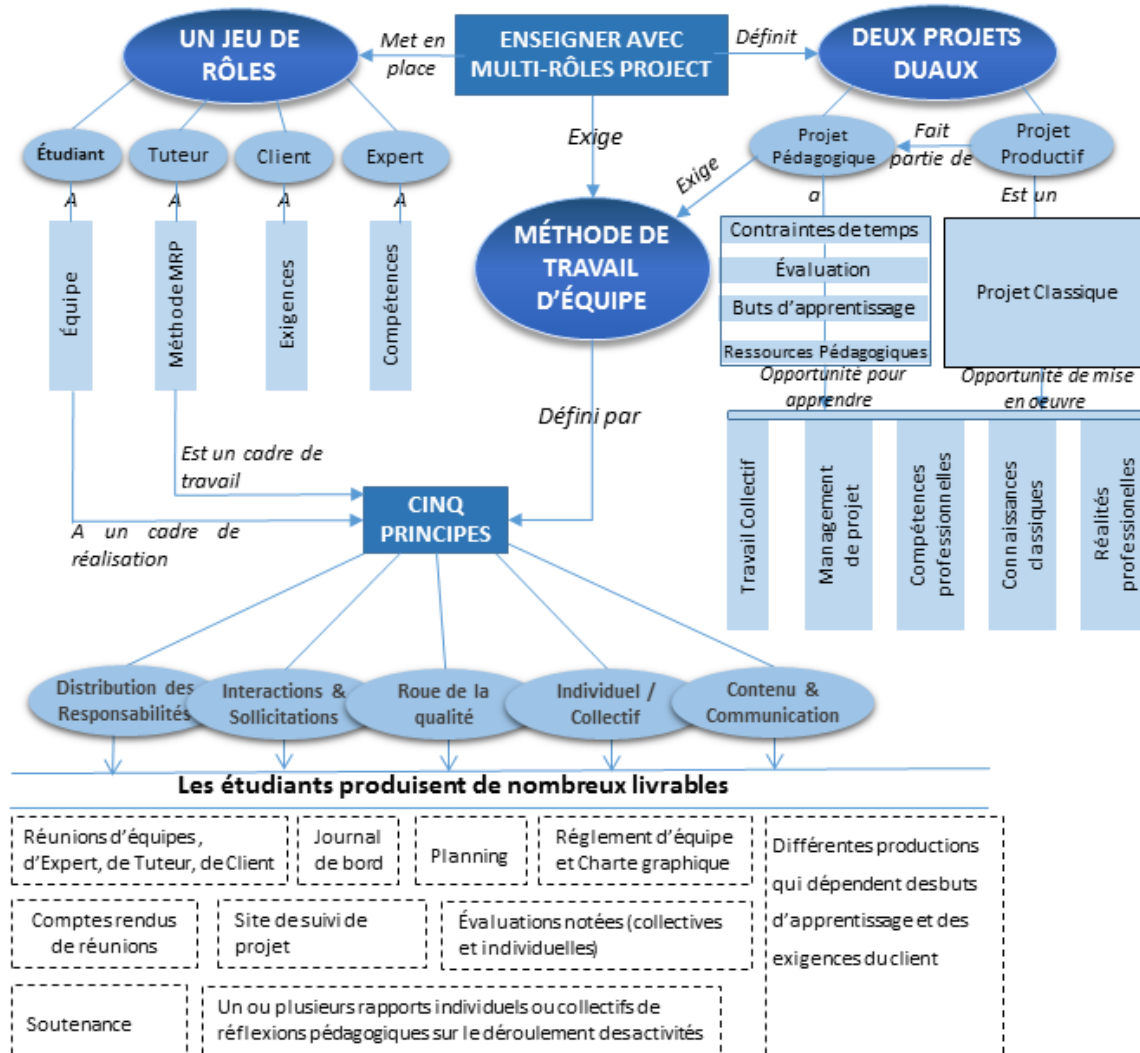 UN JEU DE
RÔLES
Met en
place
ENSEIGNER AVEC
MULTI-RÔLES PROJECT
Définit
DEUX PROJETS
DUAUX
Étudiant
Tuteur
Client
Expert
Exige
Projet
Pédagogique
Fait
partie de
Projet
Productif
A
A
A
A
Exige
a
Est un
Équipe
Méthode MRP
Exigences
Compétences
MÉTHODE DE
TRAVAIL
D'ÉQUIPE
Contraintes de temps
Évaluation
Buts d'apprentissage
Ressources Pédagogiques
Projet Classique
Opportunité pour
apprendre
Opportunité de mise
en oeuvre
Défini par
Est un cadre de
travail
A un cadre de
réalisation
CINQ
PRINCIPES
Travail Collectif
Management
de projet
Compétences
professionnelles
Connaissances
classiques
Réalités
professionelles
Distribution des
Responsabilités
Interactions &
Sollicitations
Roue de la
qualité
Individuel /
Collectif
Contenu &
Communication
Les étudiants produisent de nombreux livrables
Réunions d'équipes,
d'Expert, de Tuteur, de Client
Journal
de bord
Planning
Réglement d'équipe
et Charte graphique
Différentes productions
qui dépendent desbuts
d'apprentissage et des
exigences du client
Comptes rendus
de réunions
Site de suivi de
projet
Évaluations notées (collectives
et individuelles)
Soutenance
Un ou plusieurs rapports individuels ou collectifs de
réflexions pédagogiques sur le déroulement des activités